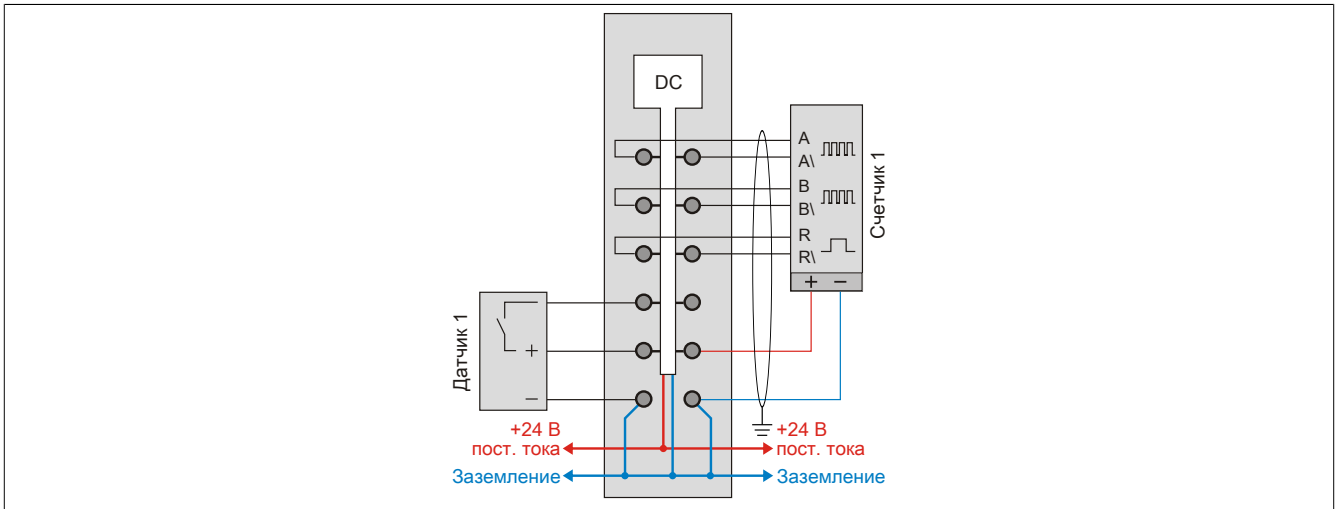 DC
A
A\
B
B\
R
R\
+ −
Счетчик 1
Датчик 1
+
−
+24 В
пост. тока
+24 В
пост. тока
Заземление
Заземление